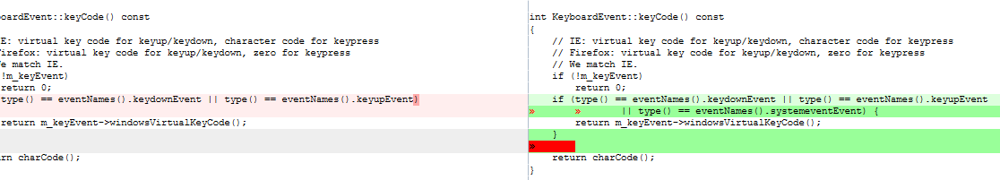 oardEvent::keyCode() const
IE: virtual key code for keyup/keydown, character code for keypress
Firefox: virtual key code for keyup/keydown, zero for keypress
We match IE.
!m_keyEvent)
return 0;
type() == eventNames().keydownEvent || type() == eventNames().keyupEvent)
return m_keyEvent->windowsVirtualKeyCode();
rn charCode();
int KeyboardEvent::keyCode() const
{
// IE: virtual key code for keyup/keydown, character code for keypress
// Firefox: virtual key code for keyup/keydown, zero for keypress
// We match IE.
if (!m_keyEvent)
return 0;
if (type() == eventNames().keydownEvent || type() == eventNames().keyupEvent
» » || type() == eventNames().systemeventEvent) {
return m_keyEvent->windowsVirtualKeyCode();
}
»
return charCode();
}